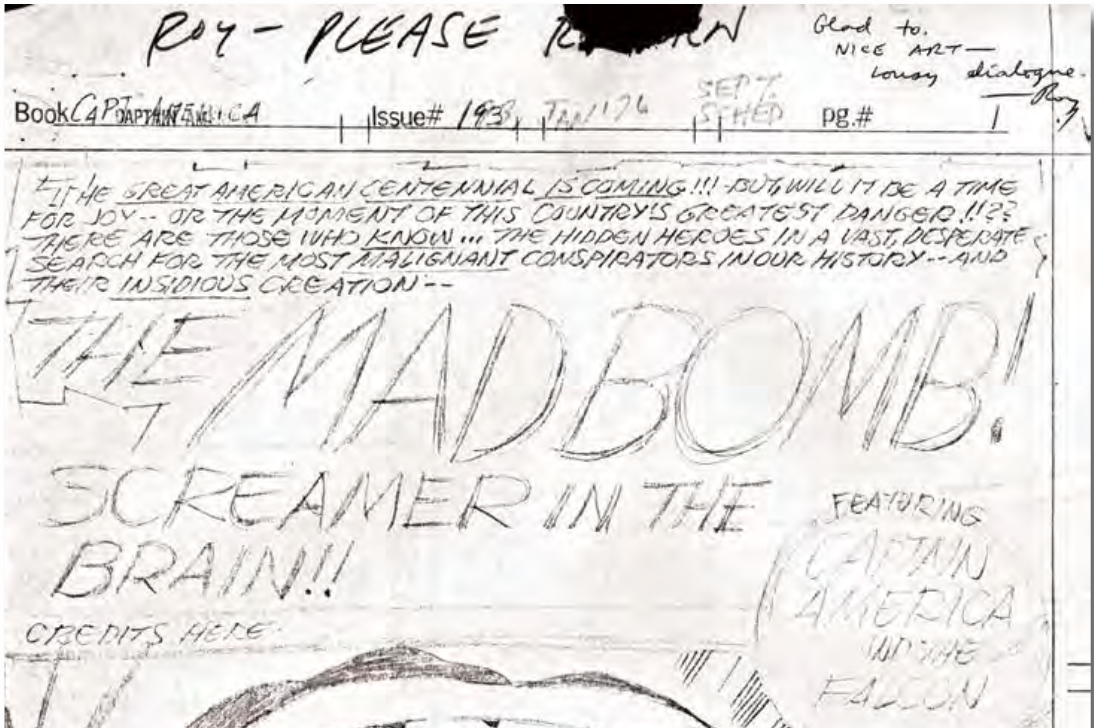 ROY - PLEASE
Glad to.
NICE ART -
Lousy dialogue.
- Roy
Book CAPTAIN AMERICA
Issue# 193
JAN '76
SEPT.
SCHED
pg.# 1
THE GREAT AMERICAN CENTENNIAL IS COMING!!! - BUT, WILL IT BE A TIME
FOR JOY -- OR THE MOMENT OF THIS COUNTRY'S GREATEST DANGER!!??
THERE ARE THOSE WHO KNOW ... THE HIDDEN HEROES IN A VAST, DESPERATE
SEARCH FOR THE MOST MALIGNANT CONSPIRATORS IN OUR HISTORY -- AND
THEIR INSIDIOUS CREATION --
THE MADBOMB!
SCREAMER IN THE
BRAIN!!
FEATURING
CAPTAIN
AMERICA
AND THE
FALCON
CREDITS HERE